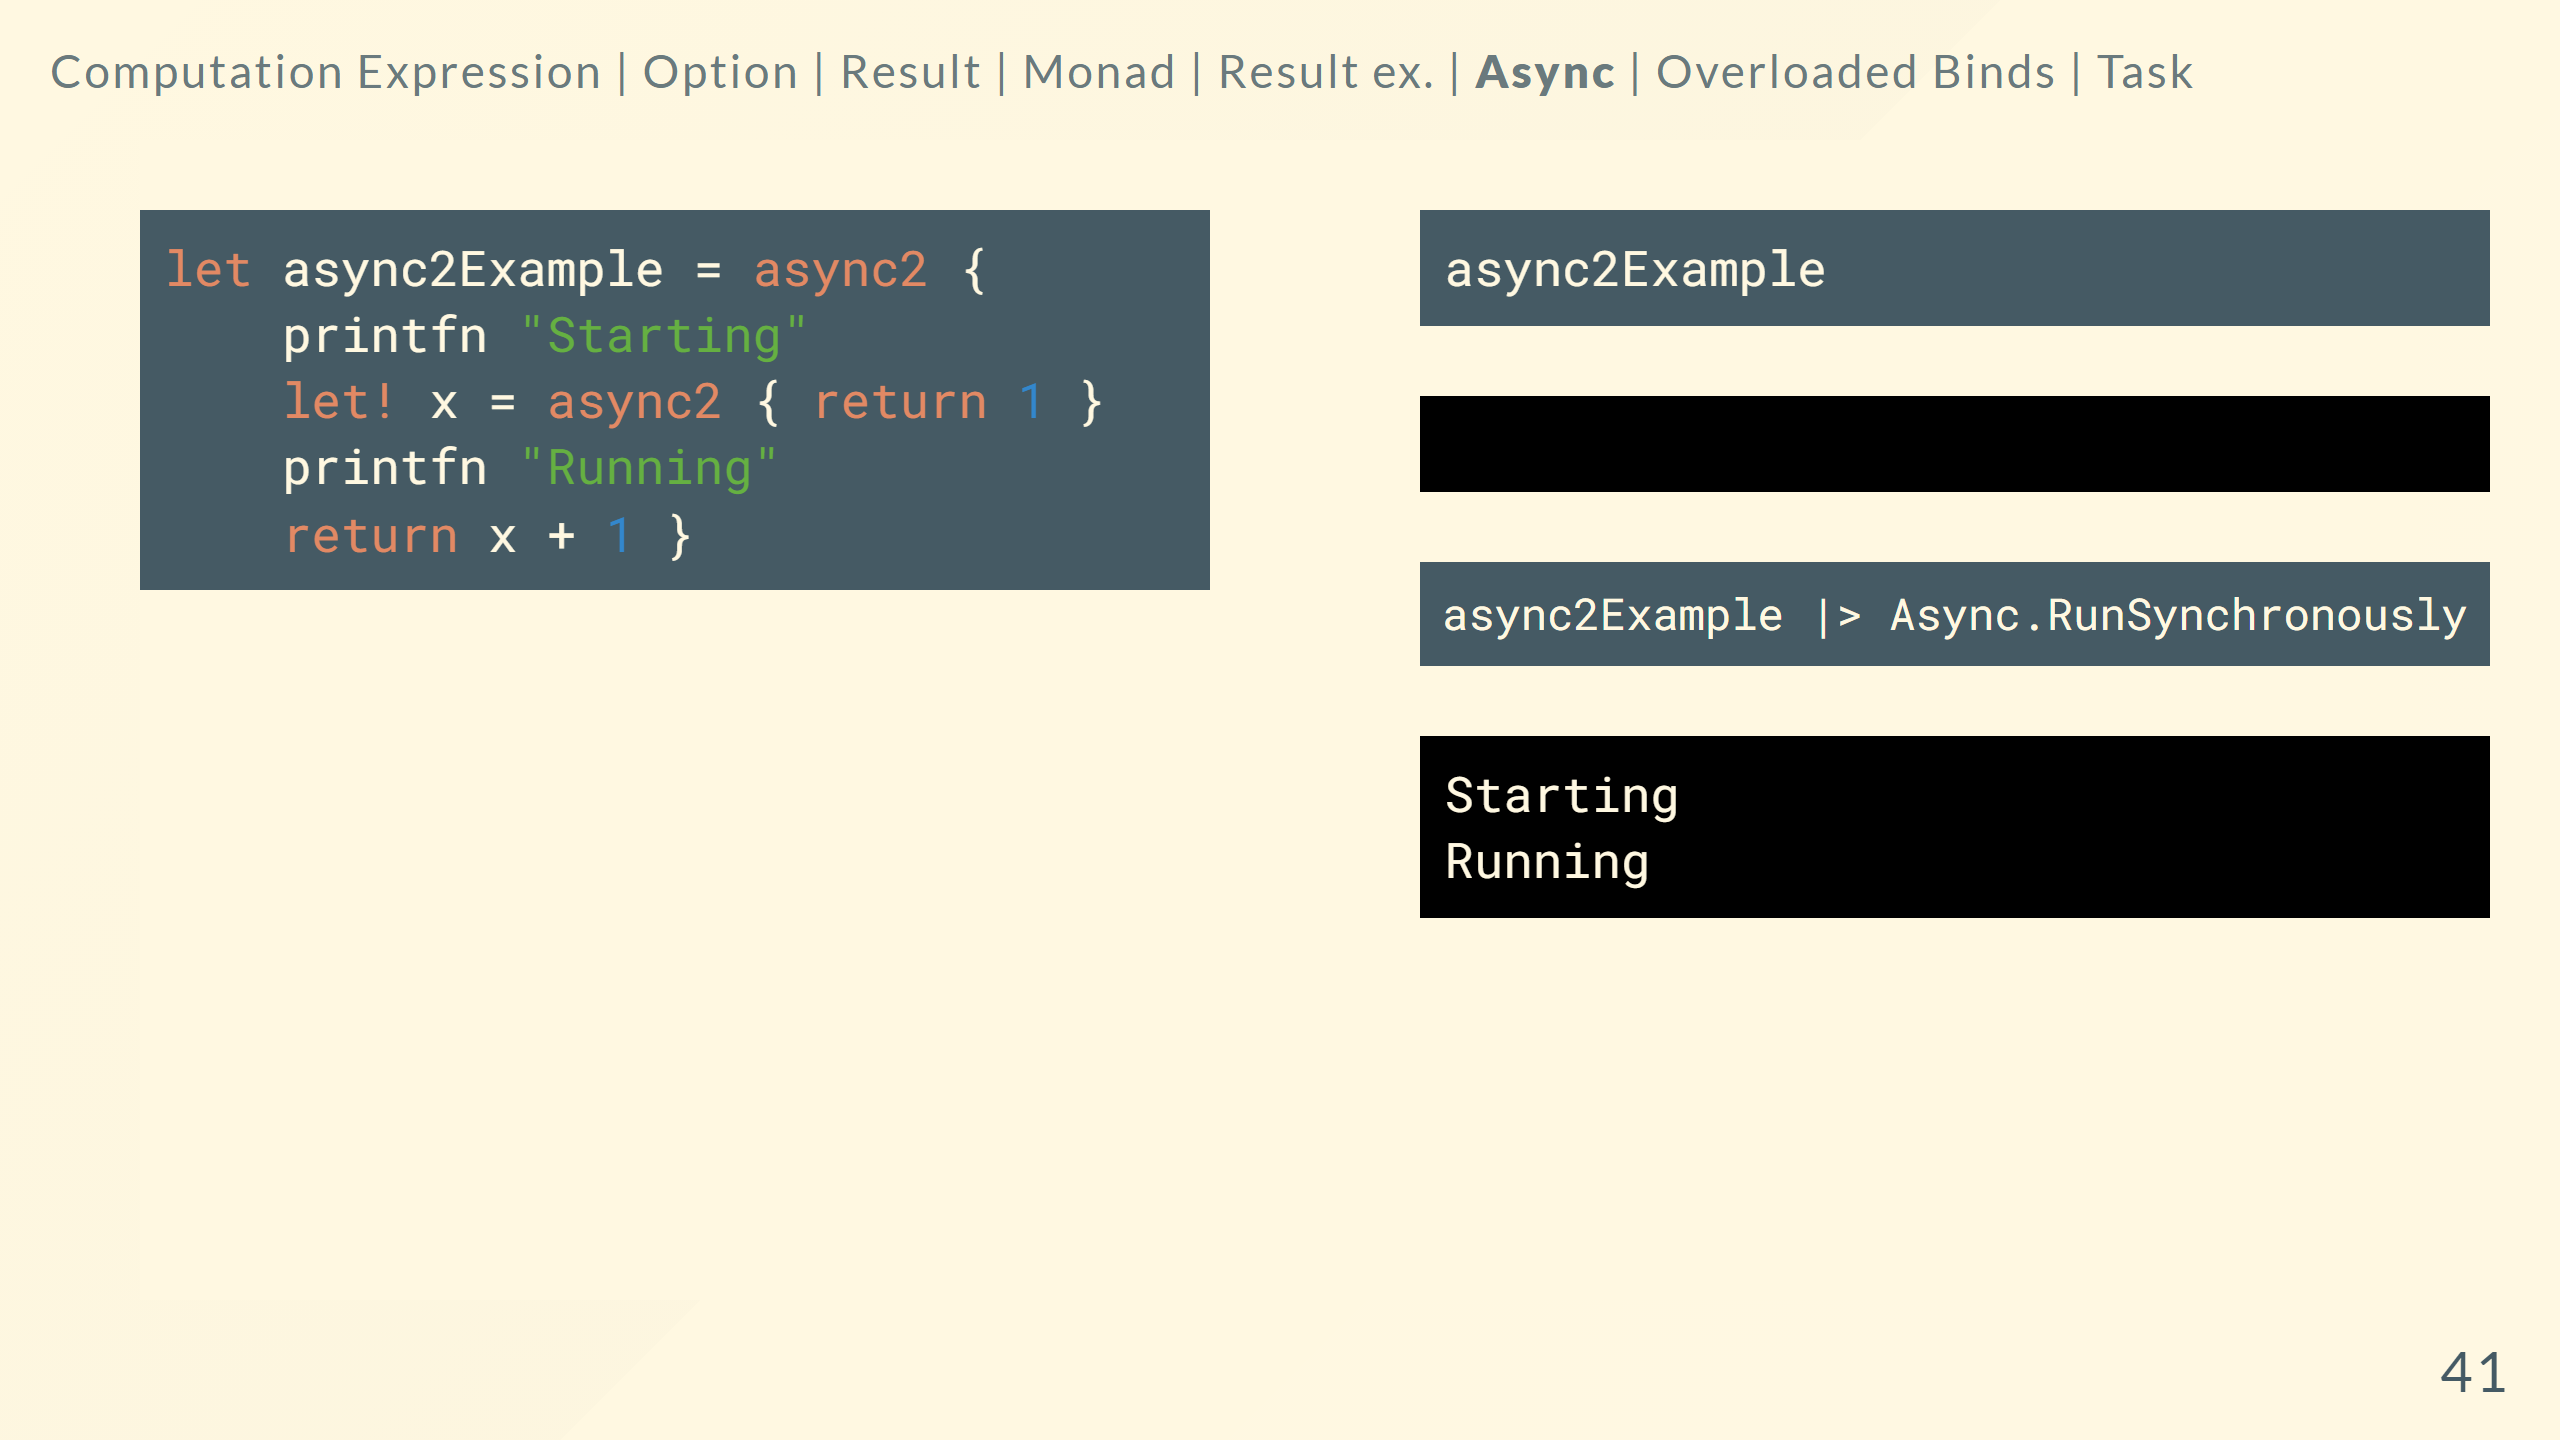 Computation Expression | Option | Result | Monad | Result ex. | Async | Overloaded Binds | Task
let async2Example = async2 {
    printfn "Starting"
    let! x = async2 { return 1 }
    printfn "Running"
    return x + 1 }
async2Example
async2Example |> Async.RunSynchronously
Starting
Running
41